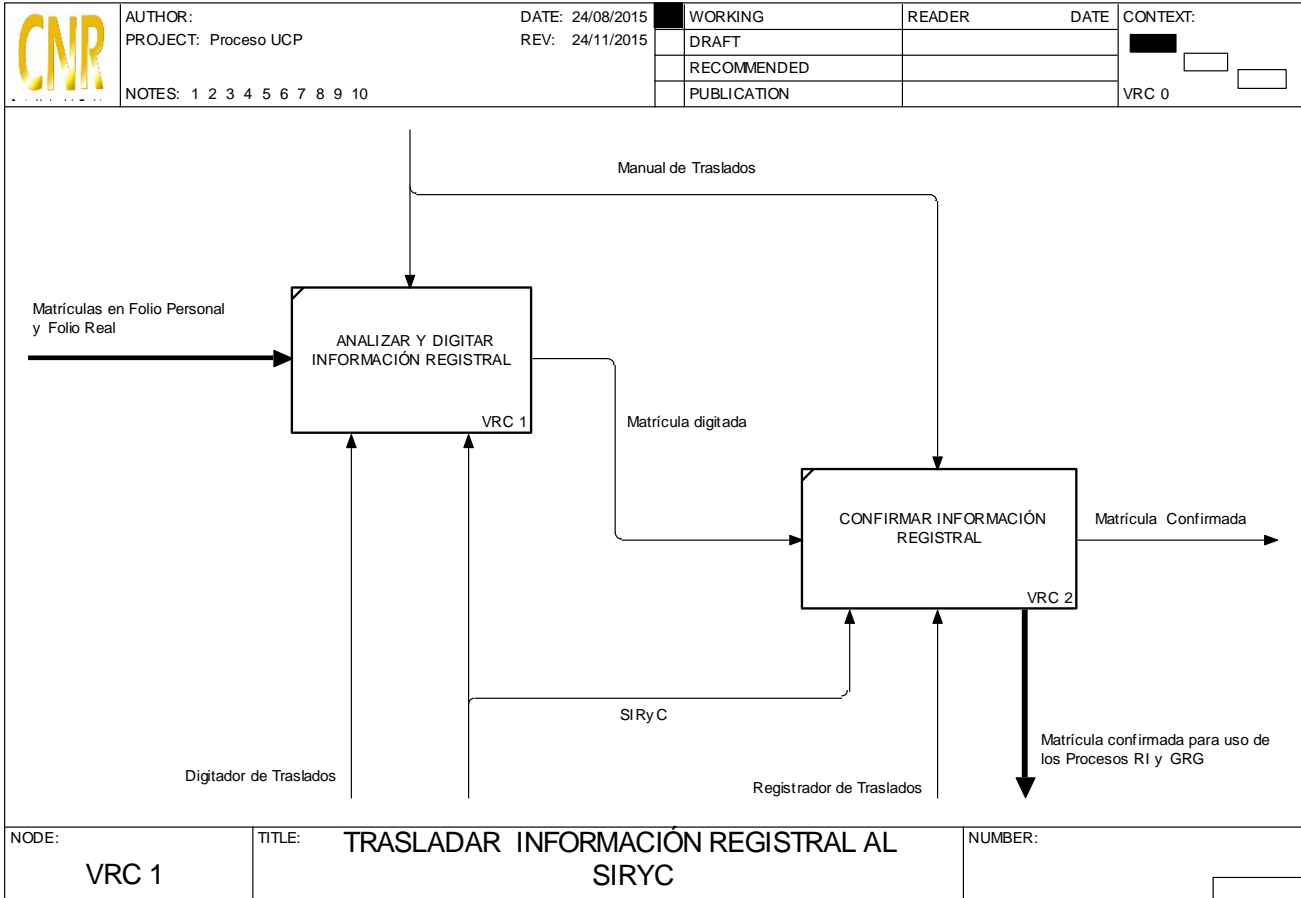 CNR
AUTHOR:
DATE: 24/08/2015
PROJECT: Proceso UCP
REV: 24/11/2015
NOTES: 1 2 3 4 5 6 7 8 9 10
WORKING
DRAFT
RECOMMENDED
PUBLICATION
READER
DATE
CONTEXT:
VRC 0
Manual de Traslados
Matrículas en Folio Personal
y Folio Real
ANALIZAR Y DIGITAR
INFORMACIÓN REGISTRAL
VRC 1
Matrícula digitada
CONFIRMAR INFORMACIÓN
REGISTRAL
VRC 2
Matrícula Confirmada
SIRyC
Matrícula confirmada para uso de
los Procesos RI y GRG
Digitador de Traslados
Registrador de Traslados
NODE:
VRC 1
TITLE:
TRASLADAR INFORMACIÓN REGISTRAL AL
SIRYC
NUMBER: